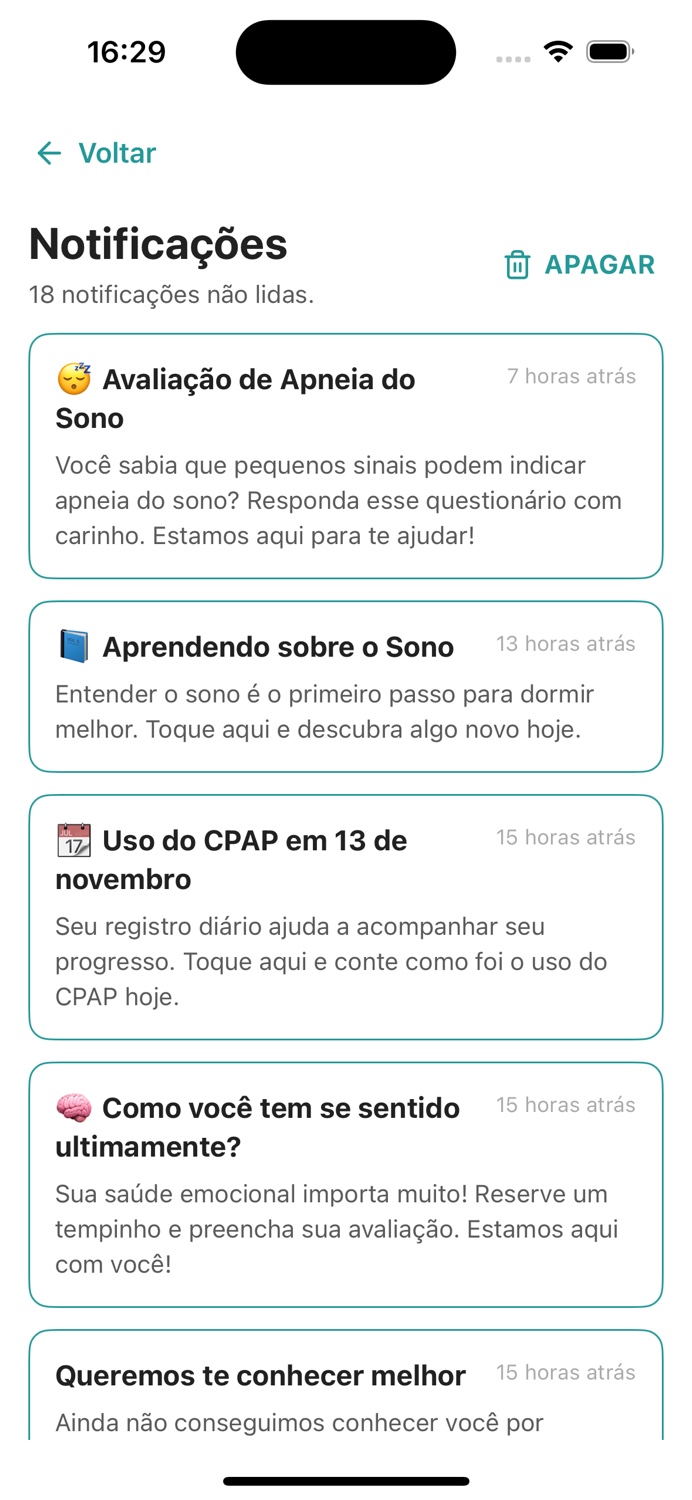 16:29
Voltar
Notificações
APAGAR
18 notificações não lidas.
😴 Avaliação de Apneia do
Sono
7 horas atrás
Você sabia que pequenos sinais podem indicar
apneia do sono? Responda esse questionário com
carinho. Estamos aqui para te ajudar!
📘 Aprendendo sobre o Sono
13 horas atrás
Entender o sono é o primeiro passo para dormir
melhor. Toque aqui e descubra algo novo hoje.
📅 Uso do CPAP em 13 de
novembro
15 horas atrás
Seu registro diário ajuda a acompanhar seu
progresso. Toque aqui e conte como foi o uso do
CPAP hoje.
🧠 Como você tem se sentido
ultimamente?
15 horas atrás
Sua saúde emocional importa muito! Reserve um
tempinho e preencha sua avaliação. Estamos aqui
com você!
Queremos te conhecer melhor
15 horas atrás
Ainda não conseguimos conhecer você por